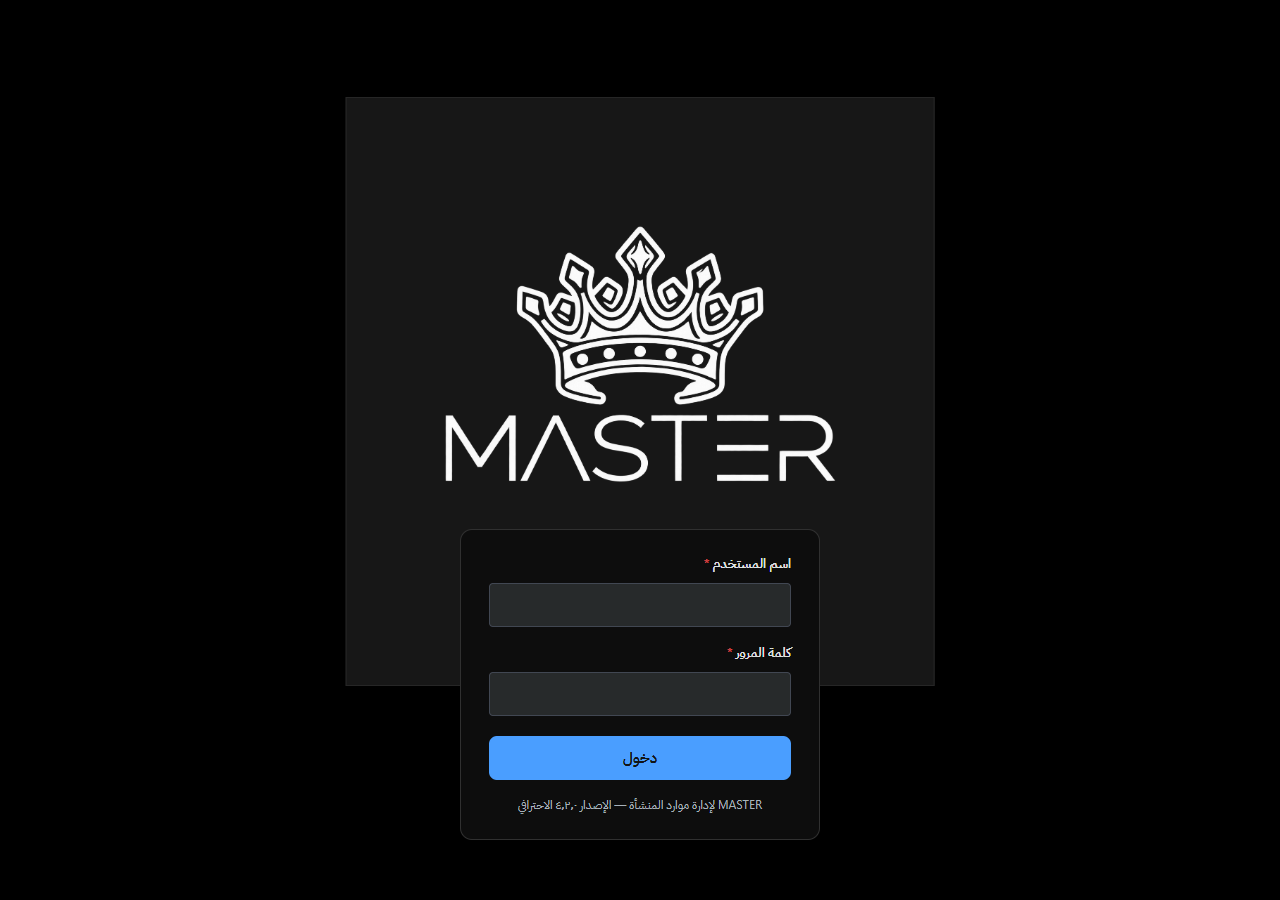 MASTER
اسم المستخدم *
كلمة المرور *
دخول
MASTER لإدارة موارد المنشأة — الإصدار ٤,٢,٠ الاحترافي